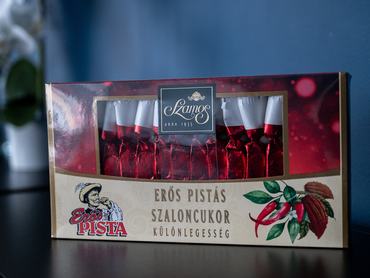 Szamos
ANNO 1935
ERŐS PISTÁS
SZALONCUKOR
KÜLÖNLEGESSÉG
Erős
PISTA